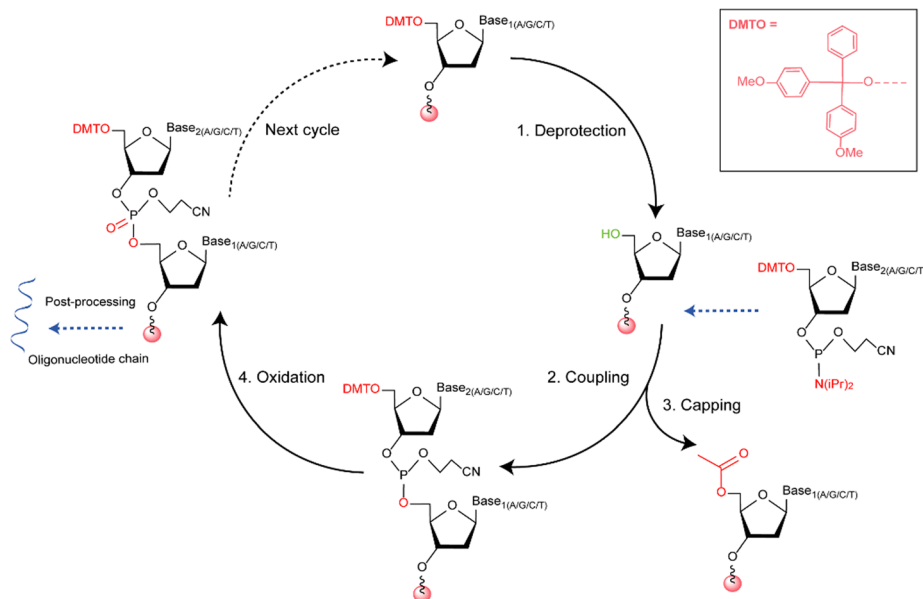 DMTO
Base1(A/G/C/T)
O
O
DMTO =
MeO
O
OMe
Next cycle
1. Deprotection
DMTO
O
Base2(A/G/C/T)
O
O
P
CN
O
O
O
Base1(A/G/C/T)
O
HO
O
Base1(A/G/C/T)
O
DMTO
O
Base2(A/G/C/T)
O
O
P
CN
N(iPr)2
Post-processing
Oligonucleotide chain
4. Oxidation
2. Coupling
3. Capping
DMTO
O
Base2(A/G/C/T)
O
O
P
CN
O
O
Base1(A/G/C/T)
O
O
O
O
Base1(A/G/C/T)
O